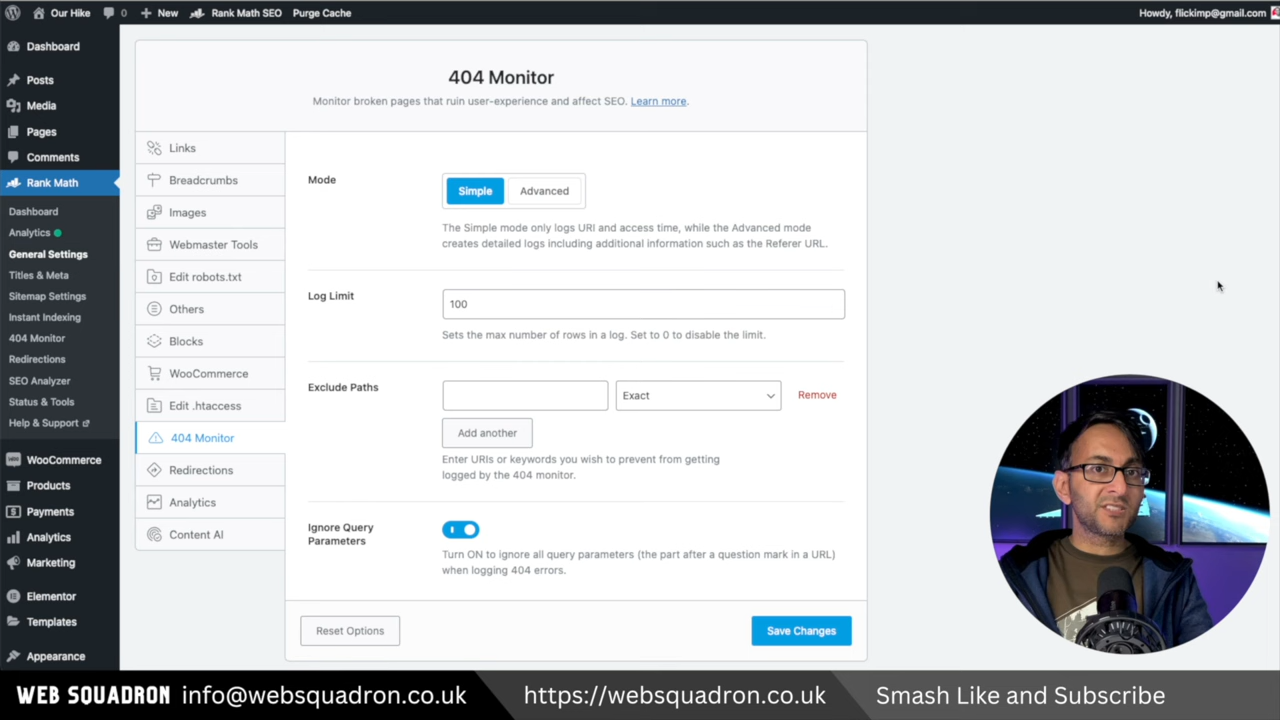 Our Hike
0
New
Rank Math SEO
Purge Cache
Howdy, flickimp@gmail.com
Dashboard
Posts
Media
Pages
Comments
Rank Math
Dashboard
Analytics
General Settings
Titles & Meta
Sitemap Settings
Instant Indexing
404 Monitor
Redirections
SEO Analyzer
Status & Tools
Help & Support
WooCommerce
Products
Payments
Analytics
Marketing
Elementor
Templates
Appearance
404 Monitor
Monitor broken pages that ruin user-experience and affect SEO. Learn more.
Links
Breadcrumbs
Images
Webmaster Tools
Edit robots.txt
Others
Blocks
WooCommerce
Edit .htaccess
404 Monitor
Redirections
Analytics
Content AI
Mode
Simple
Advanced
The Simple mode only logs URI and access time, while the Advanced mode
creates detailed logs including additional information such as the Referer URL.
Log Limit
100
Sets the max number of rows in a log. Set to 0 to disable the limit.
Exclude Paths
Exact
Remove
Add another
Enter URIs or keywords you wish to prevent from getting
logged by the 404 monitor.
Ignore Query
Parameters
Turn ON to ignore all query parameters (the part after a question mark in a URL)
when logging 404 errors.
Reset Options
Save Changes
WEB SQUADRON
info@websquadron.co.uk
https://websquadron.co.uk
Smash Like and Subscribe